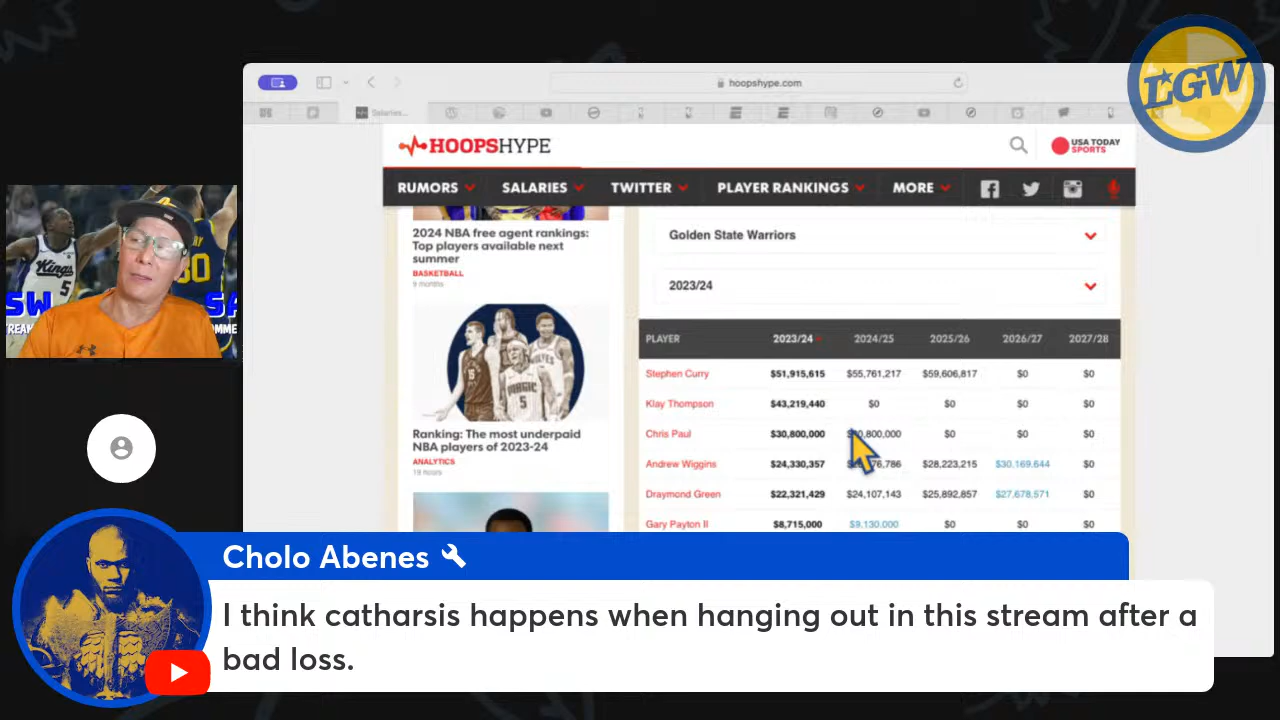 LGW
hoopshype.com
Salaries...
HOOPSHYPE
USA TODAY
SPORTS
RUMORS
SALARIES
TWITTER
PLAYER RANKINGS
MORE
2024 NBA free agent rankings:
Top players available next
summer
BASKETBALL
9 months
Ranking: The most underpaid
NBA players of 2023-24
ANALYTICS
19 hours
Golden State Warriors
2023/24
PLAYER 2023/24 2024/25 2025/26 2026/27 2027/28
Stephen Curry $51,915,615 $55,761,217 $59,606,817 $0 $0
Klay Thompson $43,219,440 $0 $0 $0 $0
Chris Paul $30,800,000 $0 $0 $0
Andrew Wiggins $24,330,357 $28,223,215 $30,169,644 $0
Draymond Green $22,321,429 $24,107,143 $25,892,857 $27,678,571 $0
Gary Payton II $8,715,000 $9,130,000 $0 $0 $0
Kings
5
30
Cholo Abenes
I think catharsis happens when hanging out in this stream after a
bad loss.